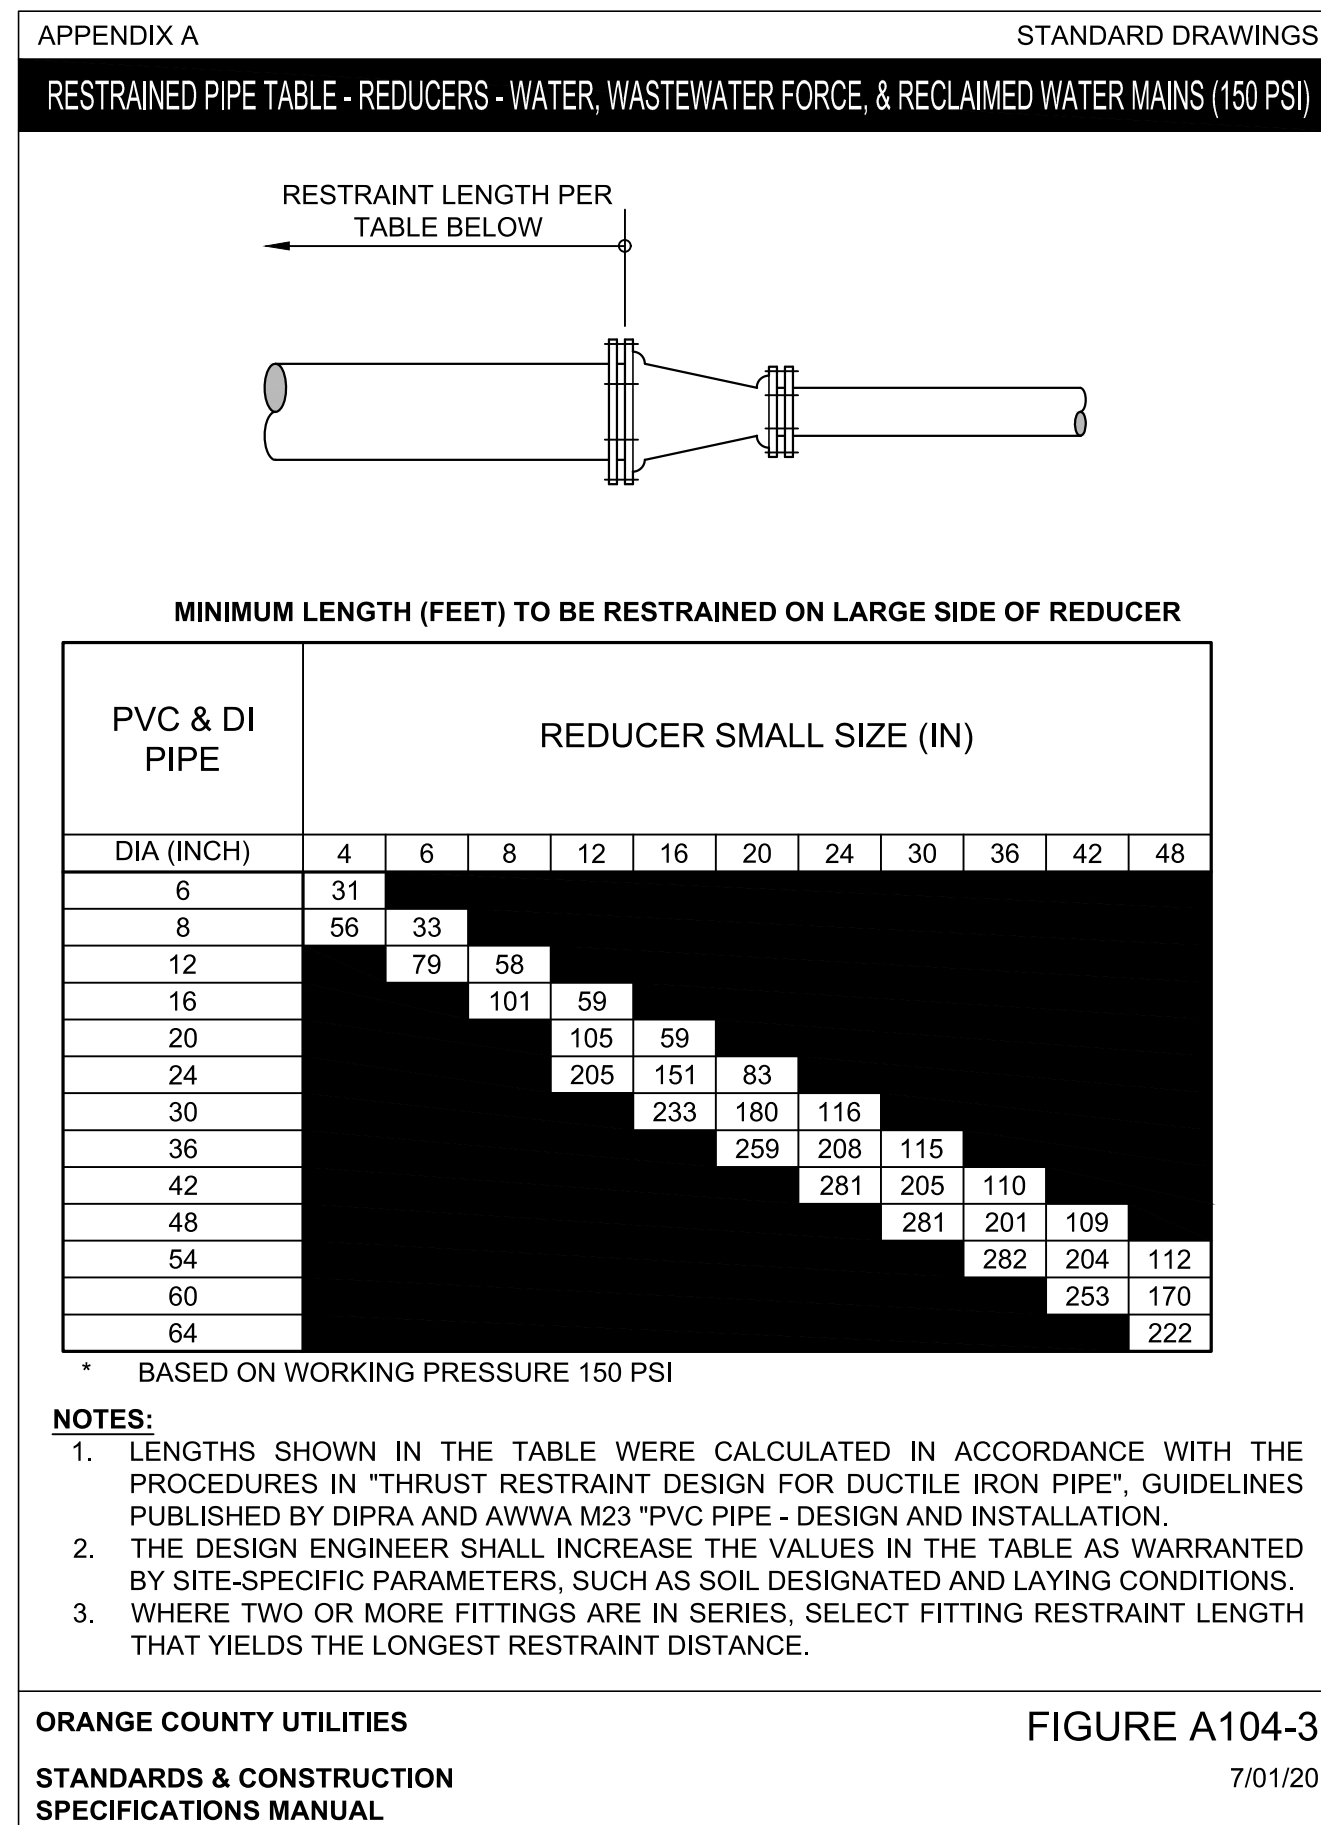 APPENDIX A STANDARD DRAWINGS
RESTRAINED PIPE TABLE - REDUCERS - WATER, WASTEWATER FORCE, & RECLAIMED WATER MAINS (150 PSI)
RESTRAINT LENGTH PER
TABLE BELOW
MINIMUM LENGTH (FEET) TO BE RESTRAINED ON LARGE SIDE OF REDUCER
PVC & DI
PIPE
REDUCER SMALL SIZE (IN)
DIA (INCH) 4 6 8 12 16 20 24 30 36 42 48
6 31
8 56 33
12 79 58
16 101 59
20 105 59
24 205 151 83
30 233 180 116
36 259 208 115
42 281 205 110
48 281 201 109
54 282 204 112
60 253 170
64 222
* BASED ON WORKING PRESSURE 150 PSI
NOTES:
1. LENGTHS SHOWN IN THE TABLE WERE CALCULATED IN ACCORDANCE WITH THE
PROCEDURES IN "THRUST RESTRAINT DESIGN FOR DUCTILE IRON PIPE", GUIDELINES
PUBLISHED BY DIPRA AND AWWA M23 "PVC PIPE - DESIGN AND INSTALLATION.
2. THE DESIGN ENGINEER SHALL INCREASE THE VALUES IN THE TABLE AS WARRANTED
BY SITE-SPECIFIC PARAMETERS, SUCH AS SOIL DESIGNATED AND LAYING CONDITIONS.
3. WHERE TWO OR MORE FITTINGS ARE IN SERIES, SELECT FITTING RESTRAINT LENGTH
THAT YIELDS THE LONGEST RESTRAINT DISTANCE.
ORANGE COUNTY UTILITIES FIGURE A104-3
STANDARDS & CONSTRUCTION 7/01/20
SPECIFICATIONS MANUAL